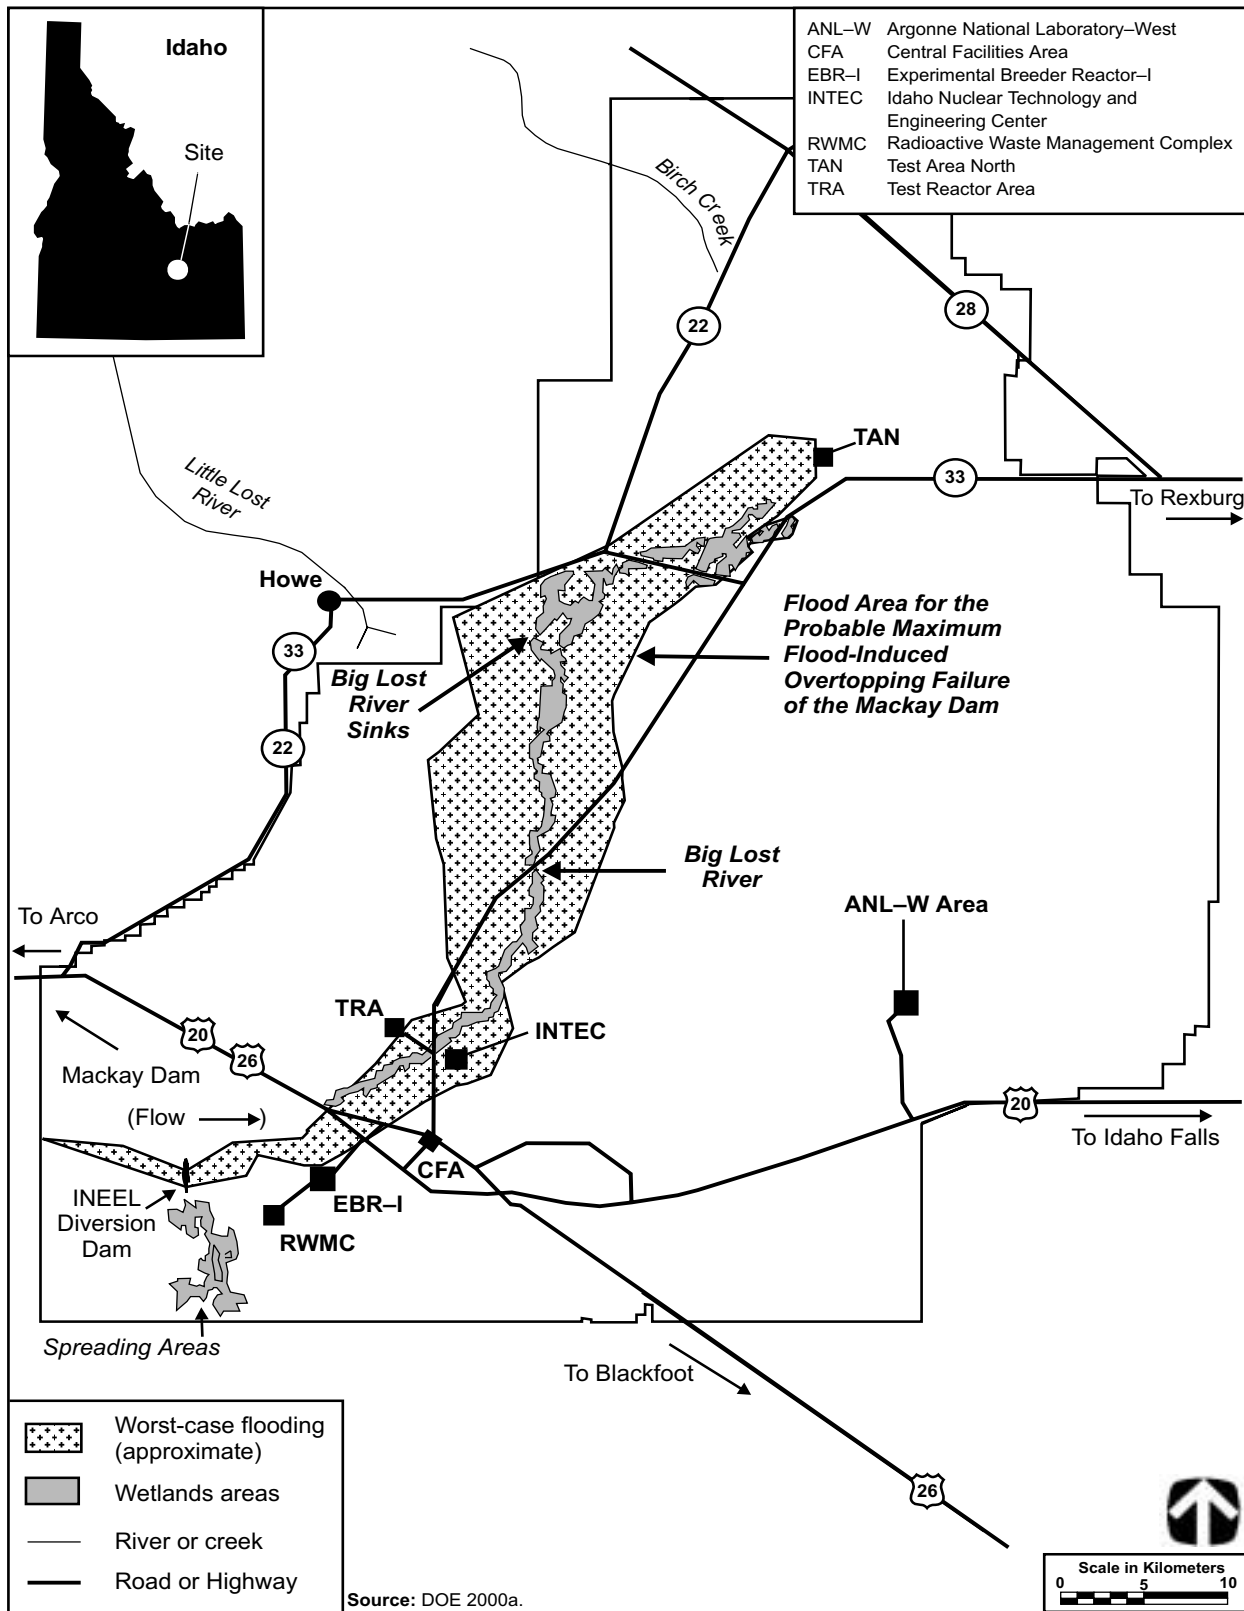 Idaho
Site
ANL–W Argonne National Laboratory–West
CFA Central Facilities Area
EBR–I Experimental Breeder Reactor–I
INTEC Idaho Nuclear Technology and
Engineering Center
RWMC Radioactive Waste Management Complex
TAN Test Area North
TRA Test Reactor Area
Birch Creek
22
28
Little Lost
River
TAN
33
To Rexburg
Howe
33
Flood Area for the
Probable Maximum
Flood-Induced
Overtopping Failure
of the Mackay Dam
Big Lost
River
Sinks
22
Big Lost
River
ANL–W Area
To Arco
TRA
INTEC
20
26
Mackay Dam
(Flow )
20
To Idaho Falls
CFA
INEEL
Diversion
Dam
EBR–I
RWMC
Spreading Areas
To Blackfoot
26
Worst-case flooding
(approximate)
Wetlands areas
River or creek
Road or Highway
Source: DOE 2000a.
Scale in Kilometers
0 5 10